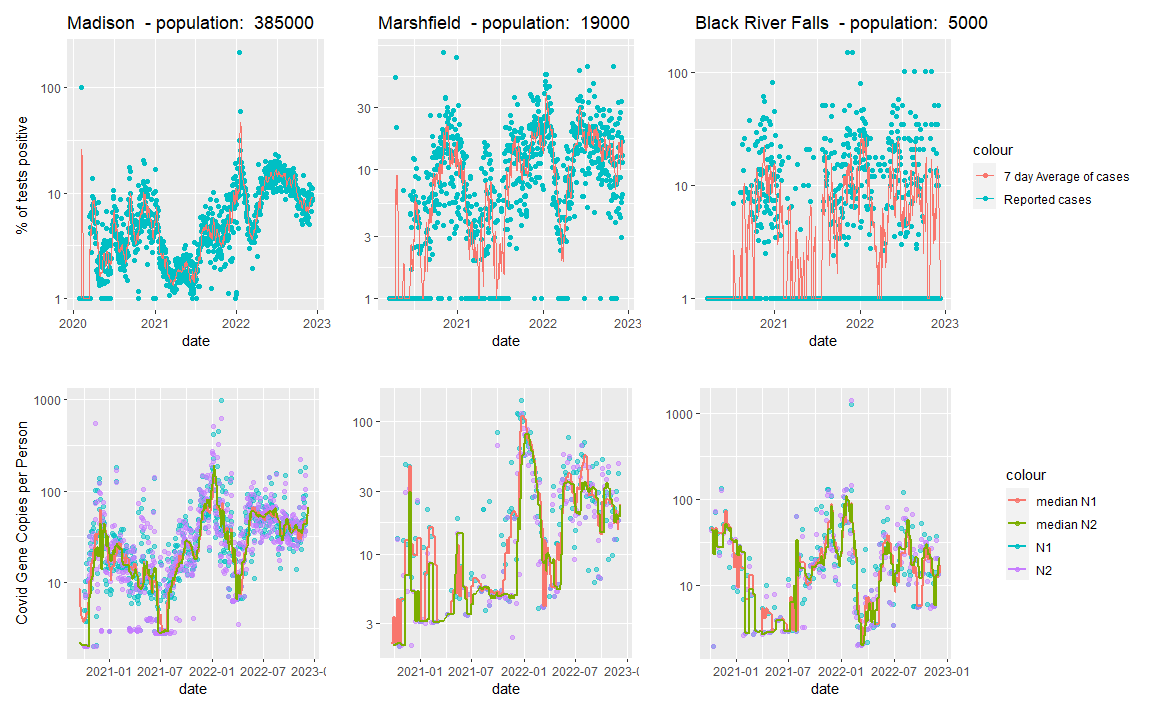 Madison - population: 385000
Marshfield - population: 19000
Black River Falls - population: 5000
% of tests positive
100
10
1
2020
2021
2022
2023
date
30
10
3
1
2021
2022
2023
date
100
10
1
2021
2022
2023
date
colour
7 day Average of cases
Reported cases
Covid Gene Copies per Person
1000
100
10
2021-01
2021-07
2022-01
2022-07
2023-0
date
100
30
10
3
2021-01
2021-07
2022-01
2022-07
2023-0
date
1000
100
10
2021-01
2021-07
2022-01
2022-07
2023-01
date
colour
median N1
median N2
N1
N2